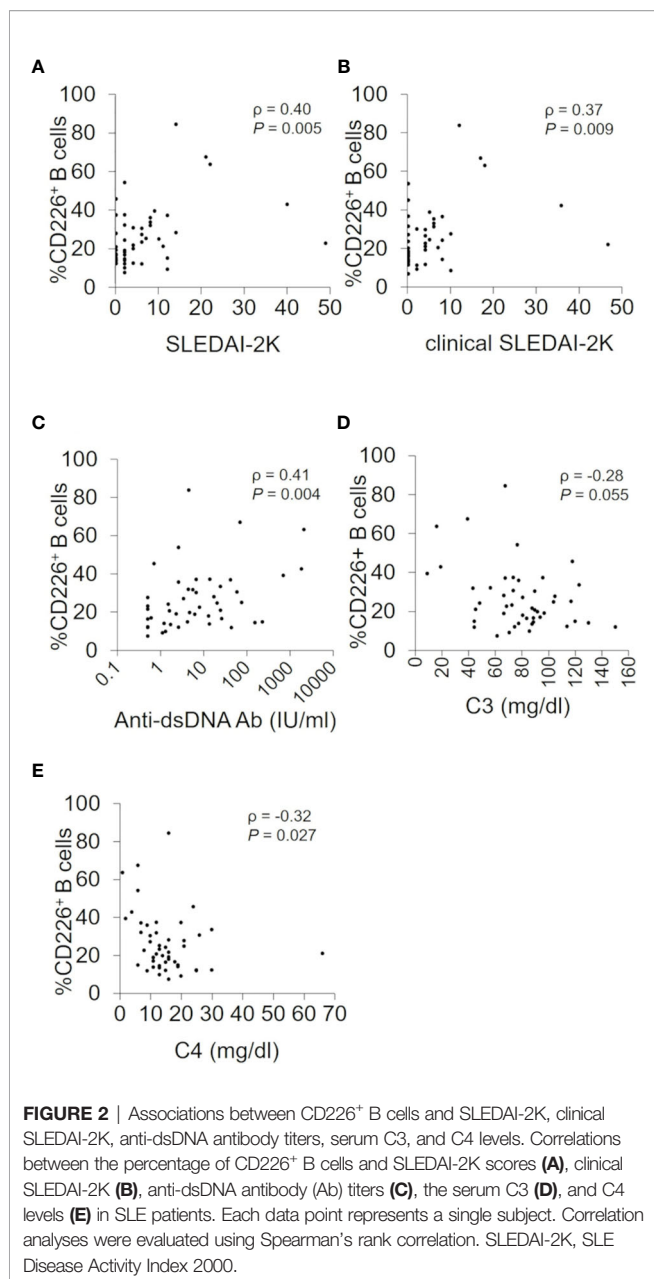 A
ρ = 0.40
P = 0.005
%CD226+ B cells
100
80
60
40
20
0
0 10 20 30 40 50
SLEDAI-2K
B
ρ = 0.37
P = 0.009
%CD226+ B cells
100
80
60
40
20
0
0 10 20 30 40 50
clinical SLEDAI-2K
C
ρ = 0.41
P = 0.004
%CD226+ B cells
100
80
60
40
20
0
0.1 1 10 100 1000 10000
Anti-dsDNA Ab (IU/ml)
D
ρ = -0.28
P = 0.055
%CD226+ B cells
100
80
60
40
20
0
0 20 40 60 80 100 120 140 160
C3 (mg/dl)
E
ρ = -0.32
P = 0.027
%CD226+ B cells
100
80
60
40
20
0
0 10 20 30 40 50 60 70
C4 (mg/dl)
FIGURE 2 | Associations between CD226+ B cells and SLEDAI-2K, clinical
SLEDAI-2K, anti-dsDNA antibody titers, serum C3, and C4 levels. Correlations
between the percentage of CD226+ B cells and SLEDAI-2K scores (A), clinical
SLEDAI-2K (B), anti-dsDNA antibody (Ab) titers (C), the serum C3 (D), and C4
levels (E) in SLE patients. Each data point represents a single subject. Correlation
analyses were evaluated using Spearman's rank correlation. SLEDAI-2K, SLE
Disease Activity Index 2000.